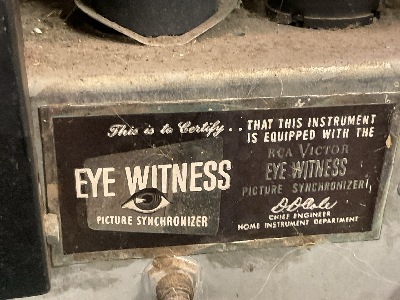 This is to Certify..
EYE WITNESS
PICTURE SYNCHRONIZER
THAT THIS INSTRUMENT
IS EQUIPPED WITH THE
RCA VICTOR
EYE WITNESS
PICTURE SYNCHRONIZER
D D Cole
CHIEF ENGINEER
HOME INSTRUMENT DEPARTMENT